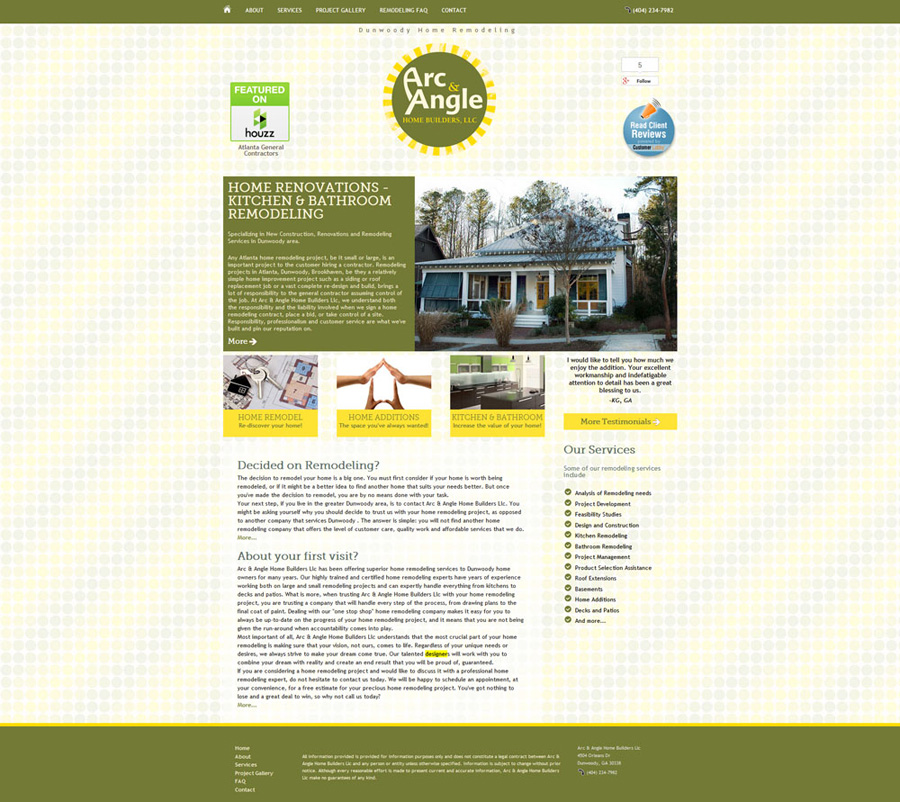 ABOUT SERVICES PROJECT GALLERY REMODELING FAQ CONTACT (404) 234-7982
Dunwoody Home Remodeling
Arc
&
Angle
HOME BUILDERS, LLC
FEATURED
ON
houzz
Atlanta General
Contractors
5
Follow
Read Client
Reviews
Customer
HOME RENOVATIONS -
KITCHEN & BATHROOM
REMODELING
Specializing in New Construction, Renovations and Remodeling
Services in Dunwoody area.
Any Atlanta home remodeling project, be it small or large, is an
important project to the customer hiring a contractor. Remodeling
projects in Atlanta, Dunwoody, Brookhaven, be they a relatively
simple home improvement project such as a siding or roof
replacement job or a vast complete re-design and build, brings a
lot of responsibility to the general contractor assuming control of
the job. At Arc & Angle Home Builders Llc, we understand both
the responsibility and the liability involved when we sign a home
remodeling contract, place a bid, or take control of a site.
Responsibility, professionalism and customer service are what we've
built and pin our reputation on.
More
HOME REMODEL
Re-discover your home!
HOME ADDITIONS
The space you've always wanted!
KITCHEN & BATHROOM
Increase the value of your home!
I would like to tell you how much we
enjoy the addition. Your excellent
workmanship and indefatigable
attention to detail has been a great
blessing to us.
-KG, GA
More Testimonials
Decided on Remodeling?
The decision to remodel your home is a big one. You must first consider if your home is worth being
remodeled, or if it might be a better idea to find another home that suits your needs better. But once
you've made the decision to remodel, you are by no means done with your task.
Your next step, if you live in the greater Dunwoody area, is to contact Arc & Angle Home Builders Llc. You
might be asking yourself why you should decide to trust us with your home remodeling project, as opposed
to another company that services Dunwoody . The answer is simple: you will not find another home
remodeling company that offers the level of customer care, quality work and affordable services that we do.
More...
About your first visit?
Arc & Angle Home Builders Llc has been offering superior home remodeling services to Dunwoody home
owners for many years. Our highly trained and certified home remodeling experts have years of experience
working both on large and small remodeling projects and can expertly handle everything from kitchens to
decks and patios. What is more, when trusting Arc & Angle Home Builders Llc with your home remodeling
project, you are trusting a company that will handle every step of the process, from drawing plans to the
final coat of paint. Dealing with our "one stop shop" home remodeling company makes it easy for you to
always be up-to-date on the progress of your home remodeling project, and it means that you are not being
given the run-around when accountability comes into play.
Most important of all, Arc & Angle Home Builders Llc understands that the most crucial part of your home
remodeling is making sure that your vision, not ours, comes to life. Regardless of your unique needs or
desires, we always strive to make your dream come true. Our talented designers will work with you to
combine your dream with reality and create an end result that you will be proud of, guaranteed.
If you are considering a home remodeling project and would like to discuss it with a professional home
remodeling expert, do not hesitate to contact us today. We will be happy to schedule an appointment, at
your convenience, for a free estimate for your precious home remodeling project. You've got nothing to
lose and a great deal to win, so why not call us today?
More...
Our Services
Some of our remodeling services
include
Analysis of Remodeling needs
Project Development
Feasibility Studies
Design and Construction
Kitchen Remodeling
Bathroom Remodeling
Project Management
Product Selection Assistance
Roof Extensions
Basements
Home Additions
Decks and Patios
And more...
Home
About
Services
Project Gallery
FAQ
Contact
All information provided is provided for information purposes only and does not constitute a legal contract between Arc &
Angle Home Builders Llc and any person or entity unless otherwise specified. Information is subject to change without prior
notice. Although every reasonable effort is made to present current and accurate information, Arc & Angle Home Builders
Llc make no guarantees of any kind.
Arc & Angle Home Builders Llc
4904 Orleans Dr
Dunwoody, GA 30338
(404) 234-7982